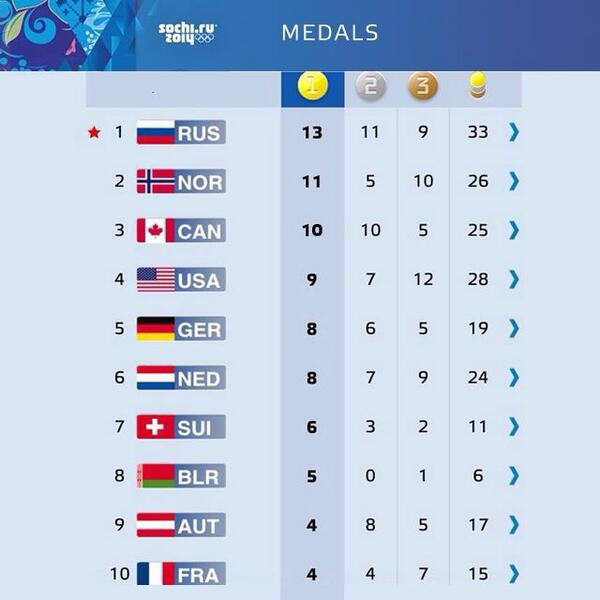 sochi.ru
2014
MEDALS
1 2 3
1 RUS 13 11 9 33
2 NOR 11 5 10 26
3 CAN 10 10 5 25
4 USA 9 7 12 28
5 GER 8 6 5 19
6 NED 8 7 9 24
7 SUI 6 3 2 11
8 BLR 5 0 1 6
9 AUT 4 8 5 17
10 FRA 4 4 7 15